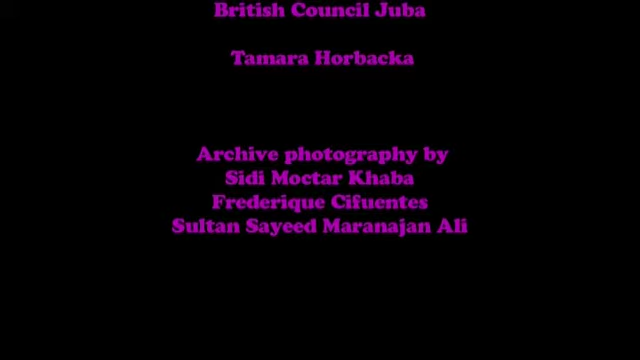 British Council Juba
Tamara Horbacka
Archive photography by
Sidi Moctar Khaba
Frederique Cifuentes
Sultan Sayeed Maranajan Ali